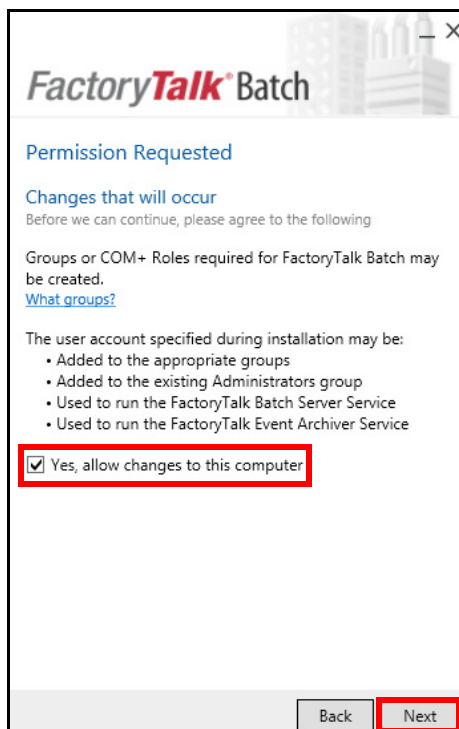 FactoryTalk® Batch
Permission Requested
Changes that will occur
Before we can continue, please agree to the following
Groups or COM+ Roles required for FactoryTalk Batch may
be created.
What groups?
The user account specified during installation may be:
• Added to the appropriate groups
• Added to the existing Administrators group
• Used to run the FactoryTalk Batch Server Service
• Used to run the FactoryTalk Event Archiver Service
Yes, allow changes to this computer
Back
Next